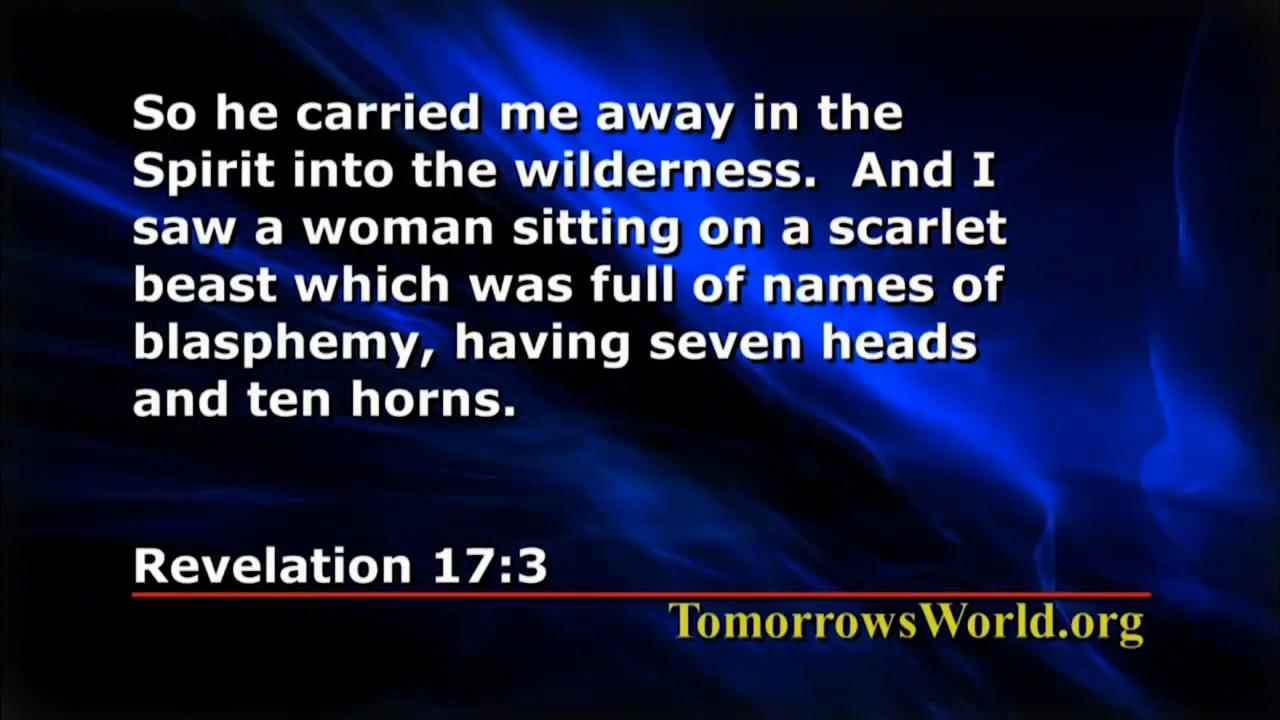 So he carried me away in the
Spirit into the wilderness.  And I
saw a woman sitting on a scarlet
beast which was full of names of
blasphemy, having seven heads
and ten horns.
Revelation 17:3
TomorrowsWorld.org